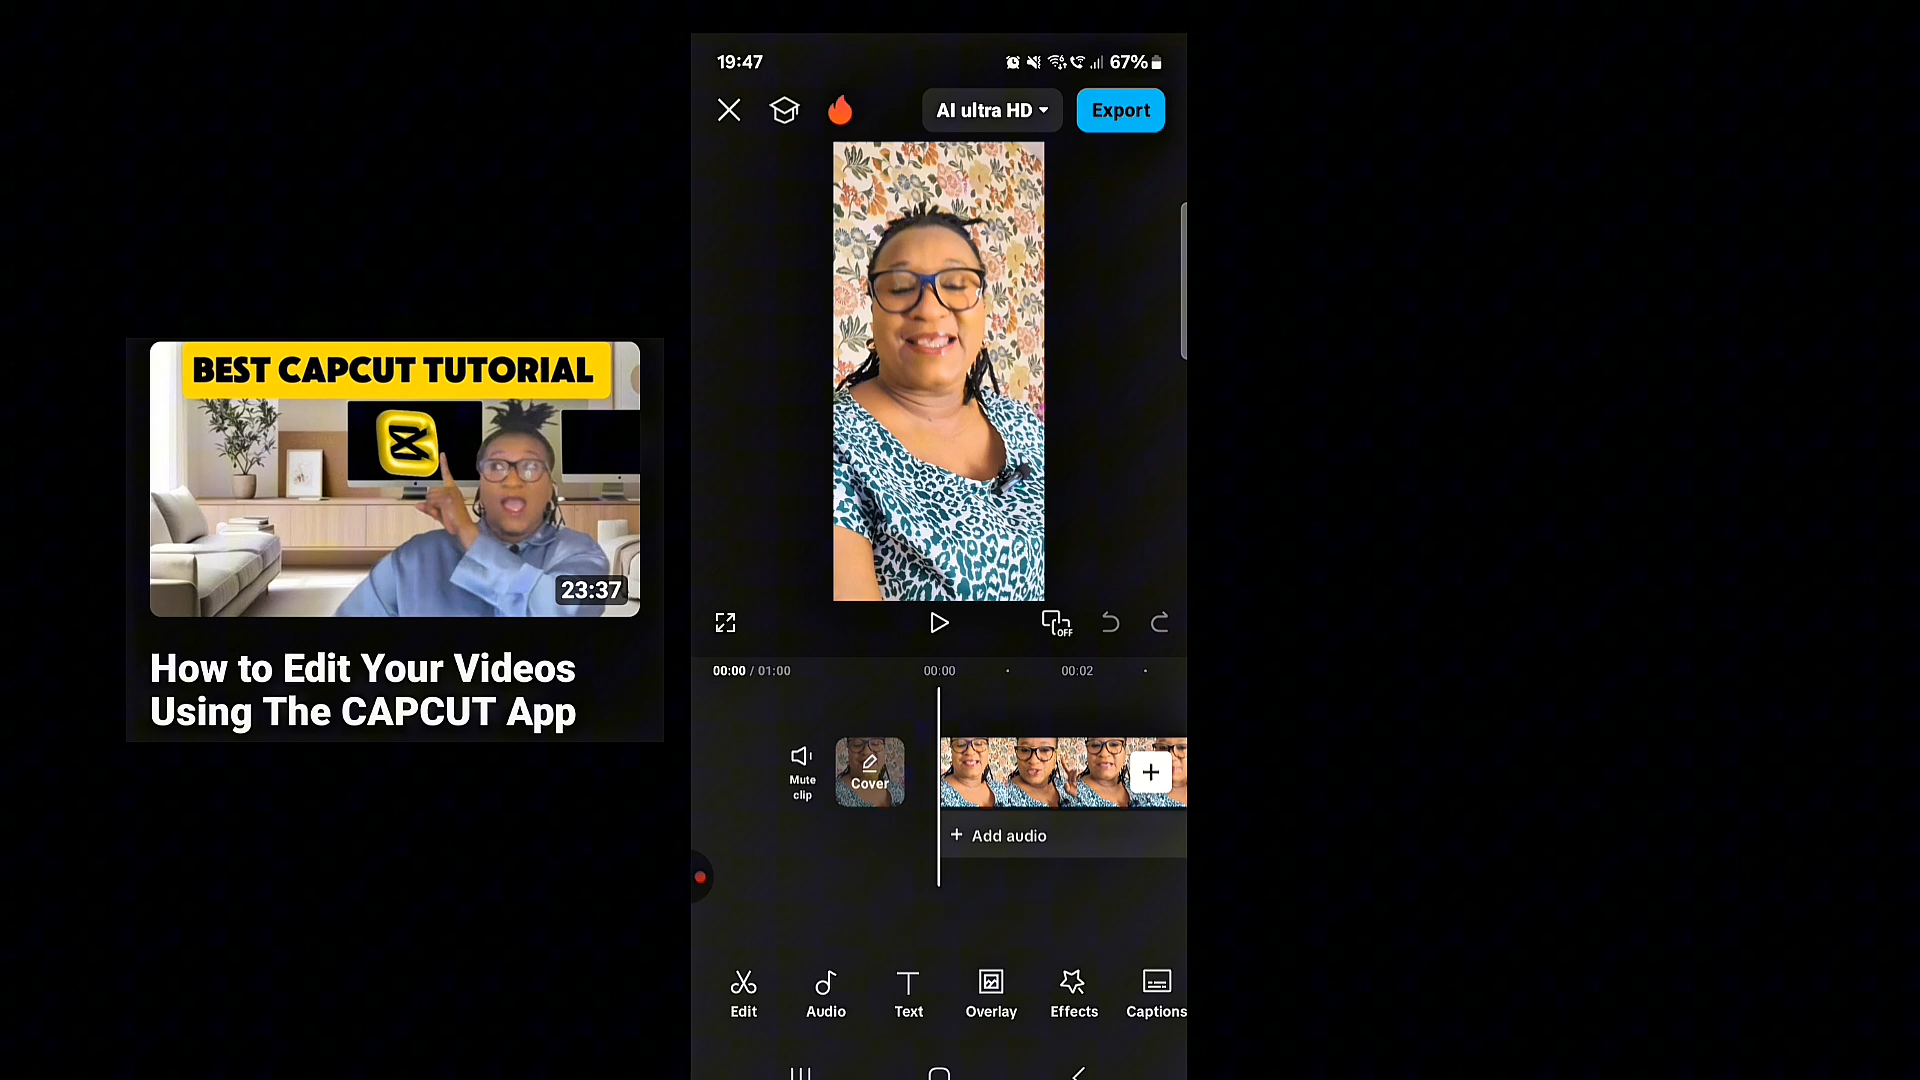 BEST CAPCUT TUTORIAL
23:37
How to Edit Your Videos
Using The CAPCUT App
19:47
67%
AI ultra HD
Export
OFF
00:00 / 01:00
00:00
00:02
Mute
clip
Cover
+ Add audio
Edit
Audio
Text
Overlay
Effects
Captions